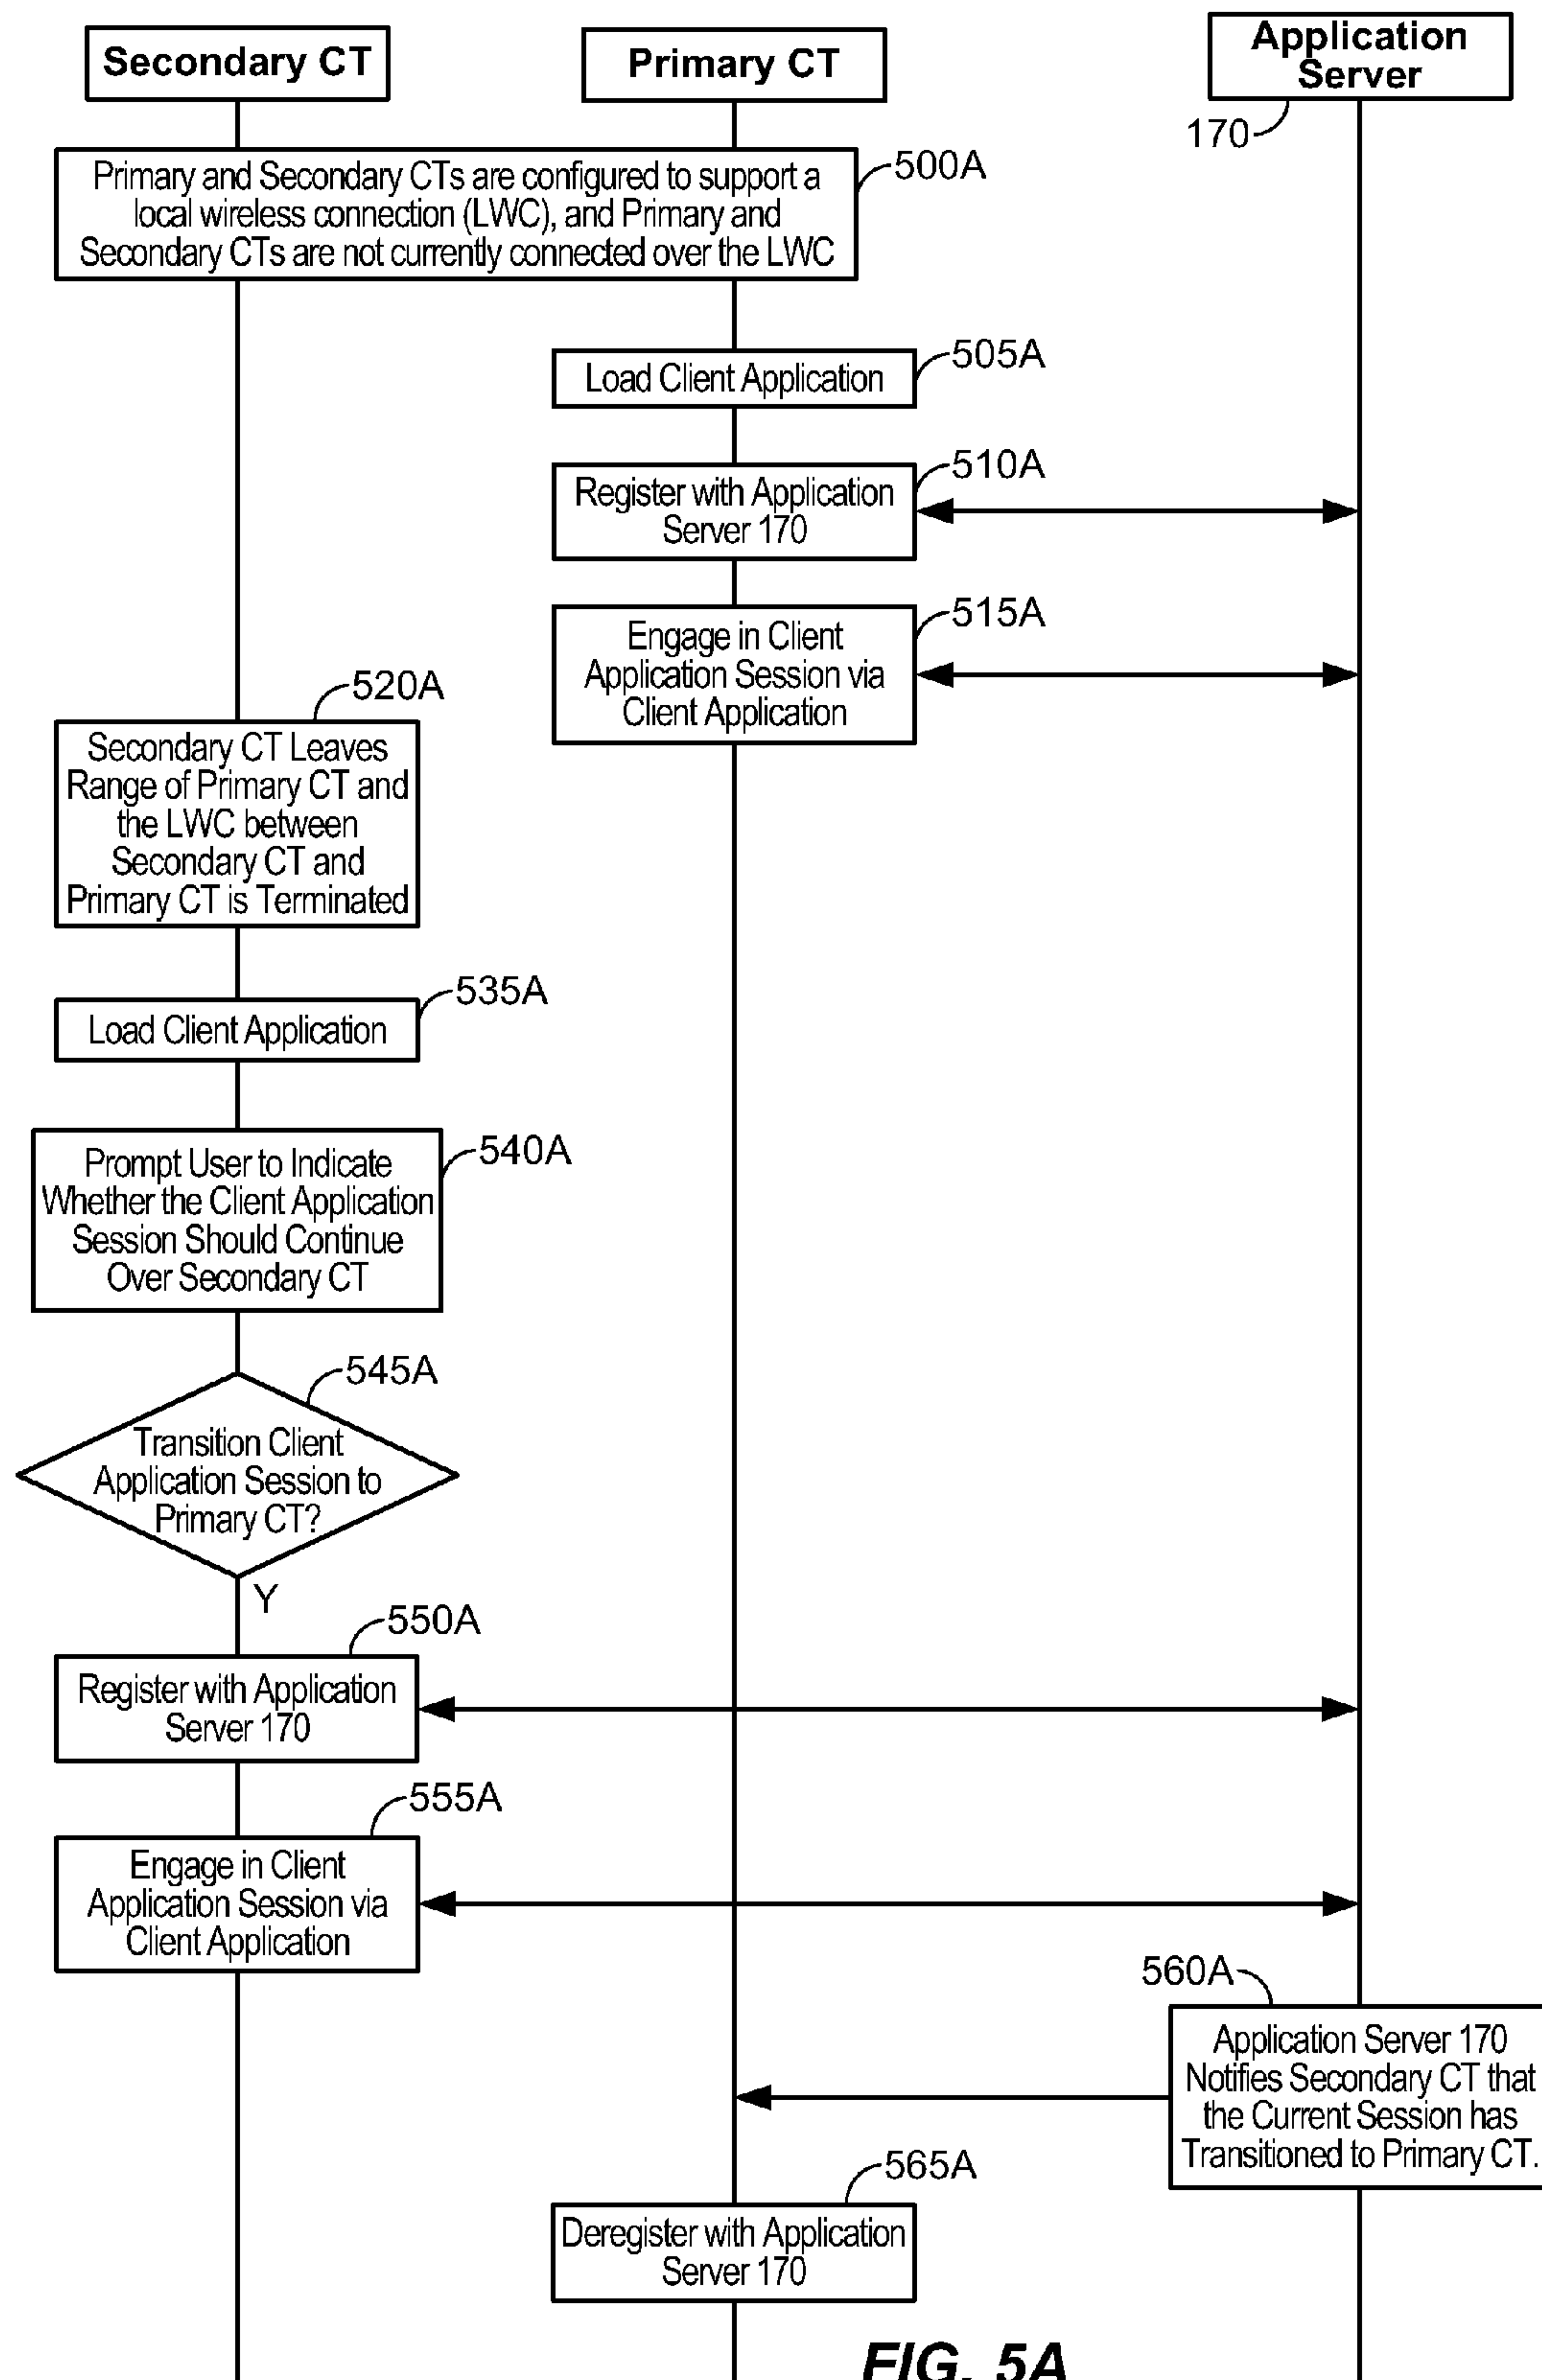 Secondary CT
Primary CT
Application
Server
170
Primary and Secondary CTs are configured to support a
local wireless connection (LWC), and Primary and
Secondary CTs are not currently connected over the LWC
500A
Load Client Application
505A
Register with Application
Server 170
510A
Engage in Client
Application Session via
Client Application
515A
520A
Secondary CT Leaves
Range of Primary CT and
the LWC between
Secondary CT and
Primary CT is Terminated
535A
Load Client Application
540A
Prompt User to Indicate
Whether the Client Application
Session Should Continue
Over Secondary CT
545A
Transition Client
Application Session to
Primary CT?
Y
550A
Register with Application
Server 170
555A
Engage in Client
Application Session via
Client Application
560A
Application Server 170
Notifies Secondary CT that
the Current Session has
Transitioned to Primary CT.
565A
Deregister with Application
Server 170
FIG. 5A